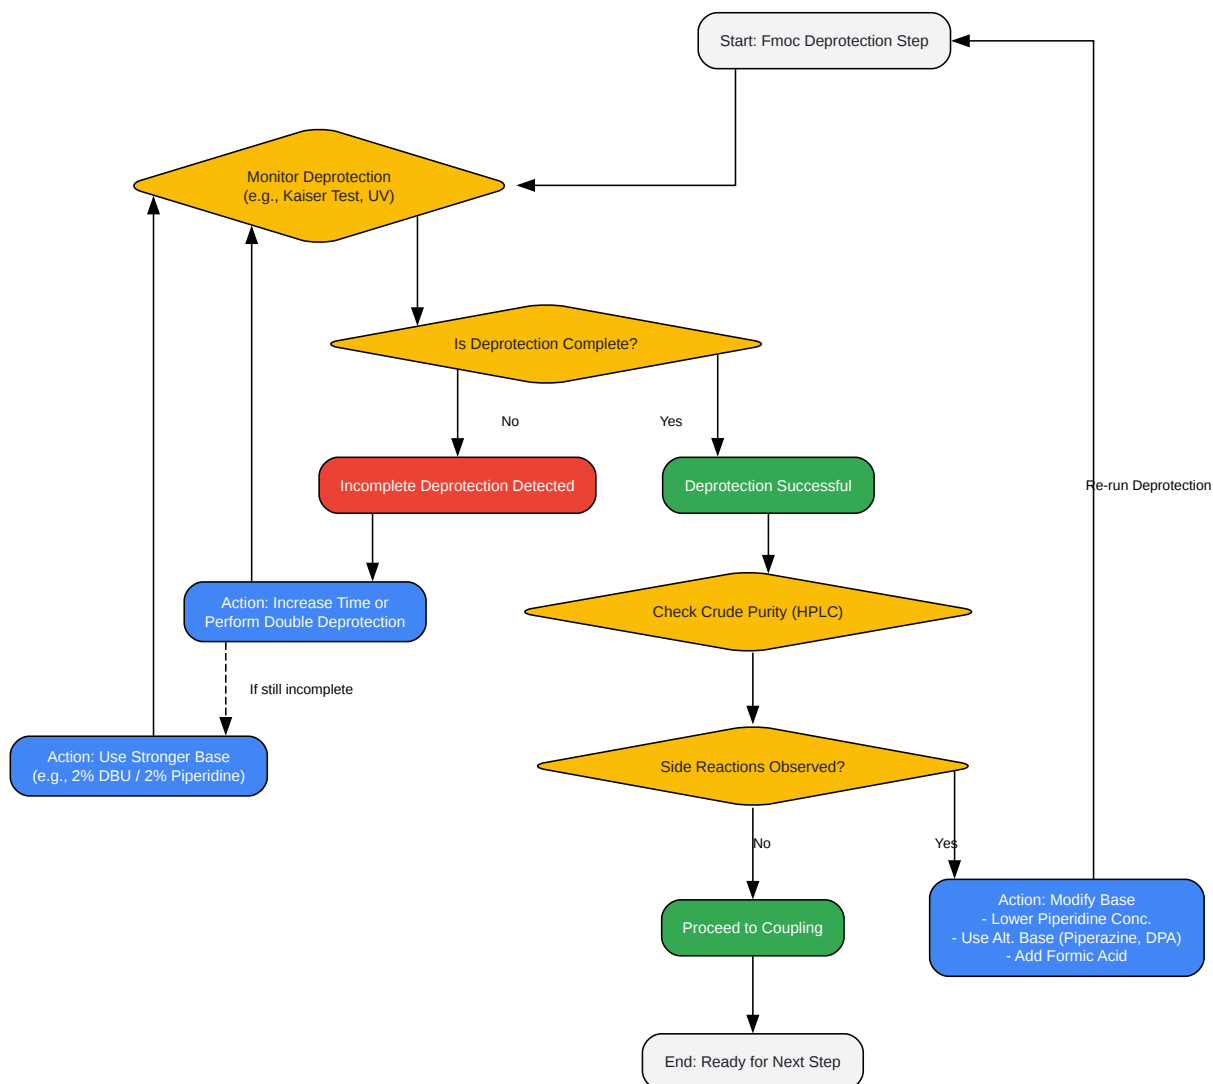 Start: Fmoc Deprotection Step
Monitor Deprotection
(e.g., Kaiser Test, UV)
Is Deprotection Complete?
No
Yes
Incomplete Deprotection Detected
Deprotection Successful
Re-run Deprotection
Action: Increase Time or
Perform Double Deprotection
Check Crude Purity (HPLC)
If still incomplete
Action: Use Stronger Base
(e.g., 2% DBU / 2% Piperidine)
Side Reactions Observed?
No
Yes
Action: Modify Base
- Lower Piperidine Conc.
- Use Alt. Base (Piperazine, DPA)
- Add Formic Acid
Proceed to Coupling
End: Ready for Next Step